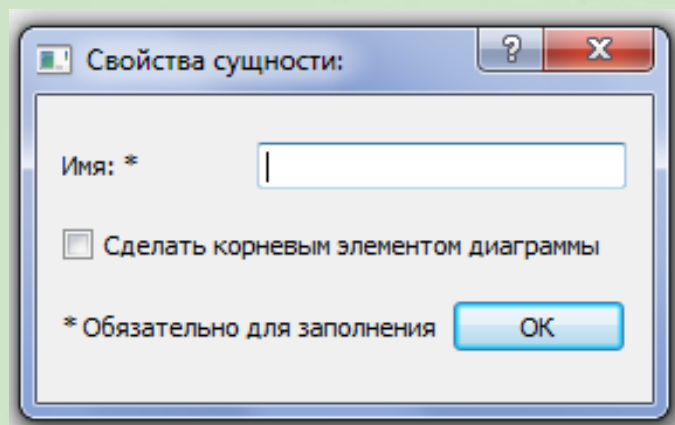 Свойства сущности:
Имя: *
Сделать корневым элементом диаграммы
* Обязательно для заполнения
OK